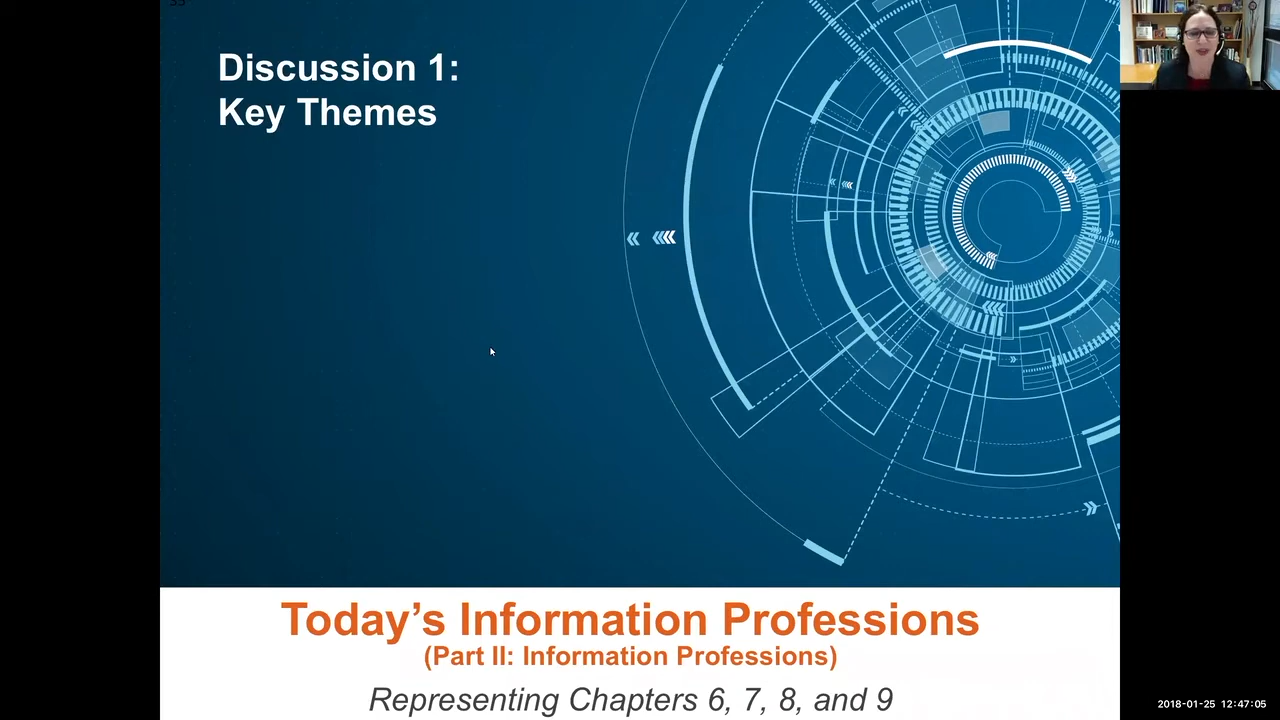 Discussion 1:
Key Themes
Today’s Information Professions
(Part II: Information Professions)
Representing Chapters 6, 7, 8, and 9
2018-01-25 12:47:05